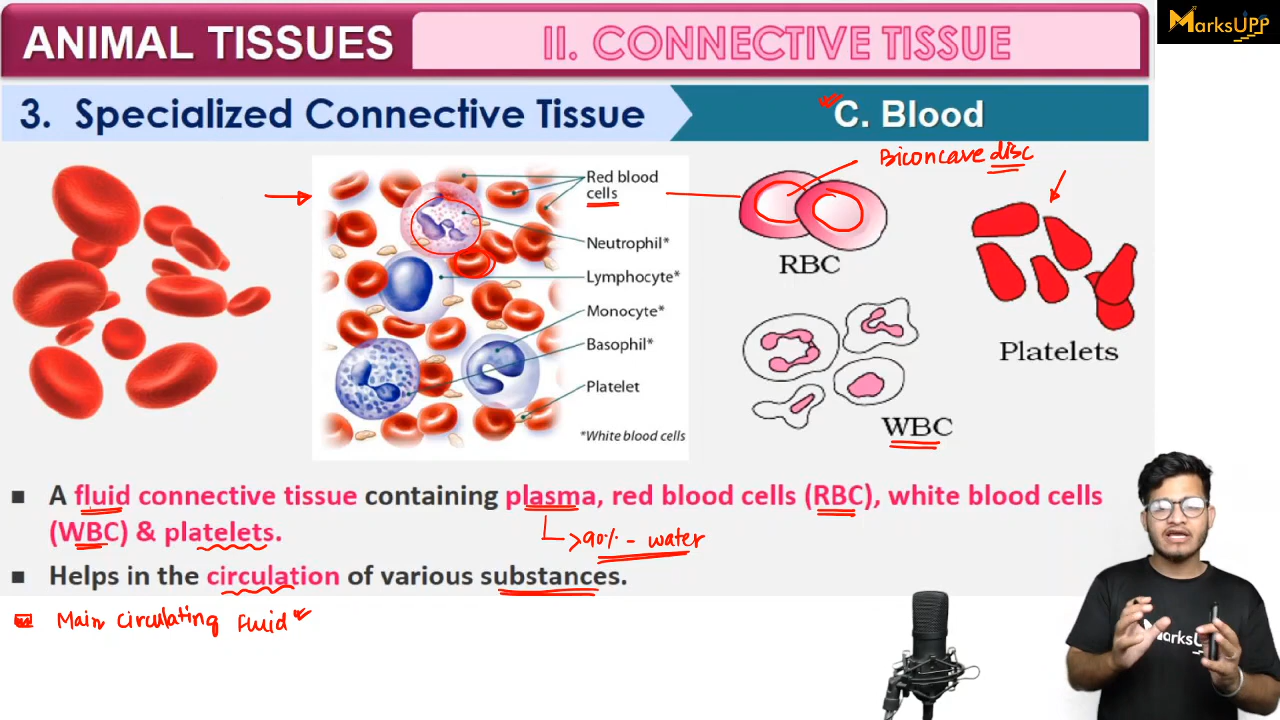 ANIMAL TISSUES
II. CONNECTIVE TISSUE
MarksUPP
3. Specialized Connective Tissue
C. Blood
Biconcave disc
Red blood
cells
Neutrophil*
Lymphocyte*
Monocyte*
Basophil*
Platelet
*White blood cells
RBC
WBC
Platelets
■ A fluid connective tissue containing plasma, red blood cells (RBC), white blood cells
(WBC) & platelets.
>90% - water
■ Helps in the circulation of various substances.
Main circulating fluid
MarksUP